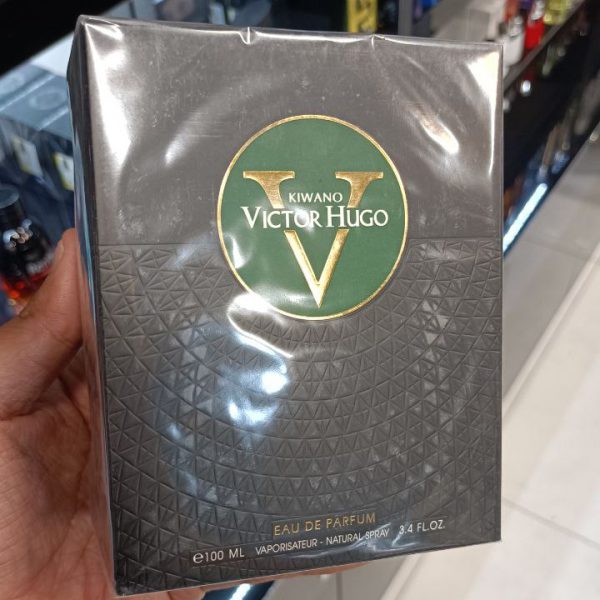 KIWANO
VICTOR HUGO
V
EAU DE PARFUM
℮100 ML VAPORISATEUR - NATURAL SPRAY 3.4 FL.OZ.